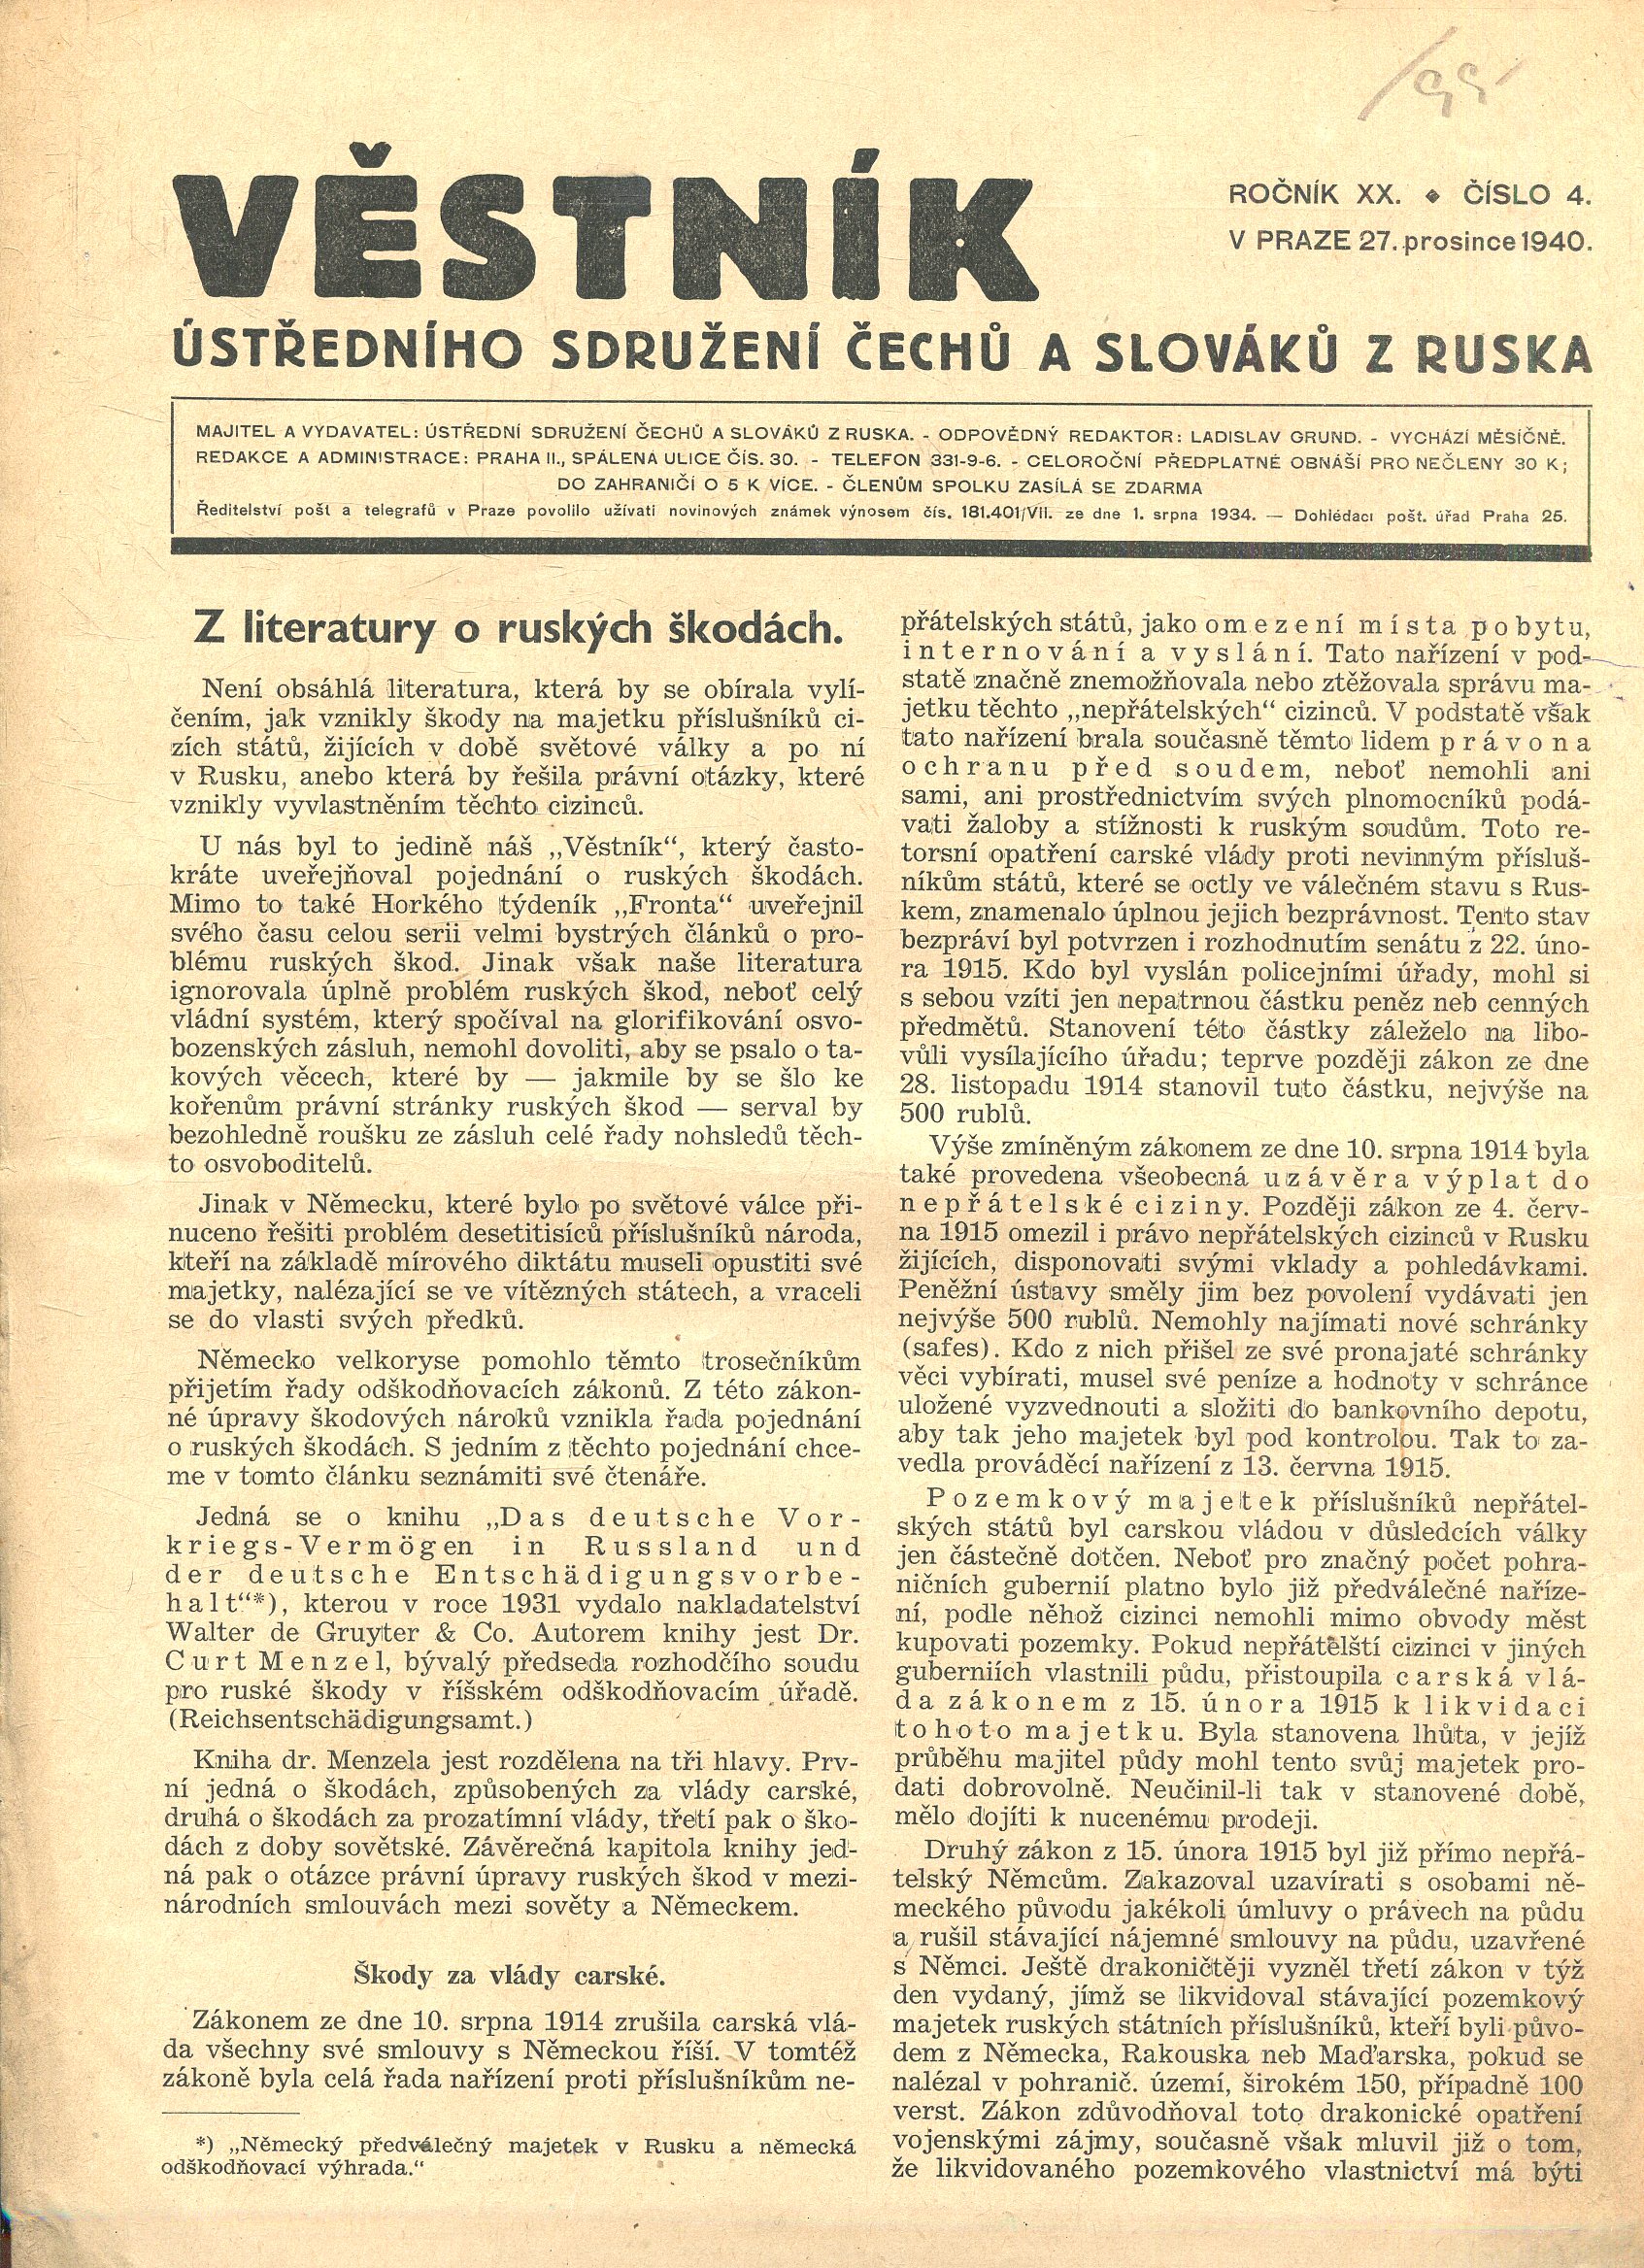 VĚSTNÍK
ROČNÍK XX. ◆ ČÍSLO 4.
V PRAZE 27. prosince 1940.
ÚSTŘEDNÍHO SDRUŽENÍ ČECHŮ A SLOVÁKŮ Z RUSKA
MAJITEL A VYDAVATEL: ÚSTŘEDNÍ SDRUŽENÍ ČECHŮ A SLOVÁKŮ Z RUSKA. - ODPOVĚDNÝ REDAKTOR: LADISLAV GRUND. - VYCHÁZÍ MĚSÍČNĚ.
REDAKCE A ADMINISTRACE: PRAHA II., SPÁLENA ULICE ČÍS. 30. - TELEFON 331-9-6. - CELOROČNÍ PŘEDPLATNÉ OBNÁŠÍ PRO NEČLENY 30 K;
DO ZAHRANIČÍ O 5 K VÍCE. - ČLENŮM SPOLKU ZASÍLÁ SE ZDARMA
Ředitelství pošt a telegrafů v Praze povolilo užívati novinových známek výnosem čís. 181.401/VII. ze dne 1. srpna 1934. — Dohlédací pošt. úřad Praha 25.
Z literatury o ruských škodách.
Není obsáhlá literatura, která by se obírala vylí-
čením, jak vznikly škody na majetku příslušníků ci-
zích států, žijících v době světové války a po ní
v Rusku, anebo která by řešila právní otázky, které
vznikly vyvlastněním těchto cizinců.
U nás byl to jedině náš „Věstník“, který často-
kráte uveřejňoval pojednání o ruských škodách.
Mimo to také Horkého týdeník „Fronta“ uveřejnil
svého času celou serii velmi bystrých článků o pro-
blému ruských škod. Jinak však naše literatura
ignorovala úplně problém ruských škod, neboť celý
vládní systém, který spočíval na glorifikování osvo-
bozenských zásluh, nemohl dovoliti, aby se psalo o ta-
kových věcech, které by — jakmile by se šlo ke
kořenům právní stránky ruských škod — serval by
bezohledně roušku ze zásluh celé řady nohsledů těch-
to osvoboditelů.
Jinak v Německu, které bylo po světové válce při-
nuceno řešiti problém desetitisíců příslušníků národa,
kteří na základě mírového diktátu museli opustiti své
majetky, nalézající se ve vítězných státech, a vraceli
se do vlasti svých předků.
Německo velkoryse pomohlo těmto trosečníkům
přijetím řady odškodňovacích zákonů. Z této zákon-
né úpravy škodových nároků vznikla řada pojednání
o ruských škodách. S jedním z těchto pojednání chce-
me v tomto článku seznámiti své čtenáře.
Jedná se o knihu „Das deutsche Vor-
kriegs-Vermögen in Russland und
der deutsche Entschädigungsvorbe-
halt“*), kterou v roce 1931 vydalo nakladatelství
Walter de Gruyter & Co. Autorem knihy jest Dr.
Curt Menzel, bývalý předseda rozhodčího soudu
pro ruské škody v říšském odškodňovacím úřadě.
(Reichsentschädigungsamt.)
Kniha dr. Menzela jest rozdělena na tři hlavy. Prv-
ní jedná o škodách, způsobených za vlády carské,
druhá o škodách za prozatímní vlády, třetí pak o ško-
dách z doby sovětské. Závěrečná kapitola knihy jed-
ná pak o otázce právní úpravy ruských škod v mezi-
národních smlouvách mezi sověty a Německem.
Škody za vlády carské.
Zákonem ze dne 10. srpna 1914 zrušila carská vlá-
da všechny své smlouvy s Německou říší. V tomtéž
zákoně byla celá řada nařízení proti příslušníkům ne-
*) „Německý předválečný majetek v Rusku a německá
odškodňovací výhrada.“
přátelských států, jako omezení místa pobytu,
internování a vyslání. Tato nařízení v pod-
statě značně znemožňovala nebo ztěžovala správu ma-
jetku těchto „nepřátelských“ cizinců. V podstatě však
tato nařízení brala současně těmto lidem právo na
ochranu před soudem, neboť nemohli ani
sami, ani prostřednictvím svých plnomocníků podá-
vati žaloby a stížnosti k ruským soudům. Toto re-
torsní opatření carské vlády proti nevinným přísluš-
níkům států, které se octly ve válečném stavu s Rus-
kem, znamenalo úplnou jejich bezprávnost. Tento stav
bezpráví byl potvrzen i rozhodnutím senátu z 22. úno-
ra 1915. Kdo byl vyslán policejními úřady, mohl si
s sebou vzíti jen nepatrnou částku peněz neb cenných
předmětů. Stanovení této částky záleželo na libo-
vůli vysílajícího úřadu; teprve později zákon ze dne
28. listopadu 1914 stanovil tuto částku, nejvýše na
500 rublů.
Výše zmíněným zákonem ze dne 10. srpna 1914 byla
také provedena všeobecná uzávěra výplat do
nepřátelské ciziny. Později zákon ze 4. červ-
na 1915 omezil i právo nepřátelských cizinců v Rusku
žijících, disponovati svými vklady a pohledávkami.
Peněžní ústavy směly jim bez povolení vydávati jen
nejvýše 500 rublů. Nemohly najímati nové schránky
(safes). Kdo z nich přišel ze své pronajaté schránky
věci vybírati, musel své peníze a hodnoty v schránce
uložené vyzvednouti a složiti do bankovního depotu,
aby tak jeho majetek byl pod kontrolou. Tak to za-
vedla prováděcí nařízení z 13. června 1915.
Pozemkový majetek příslušníků nepřátel-
ských států byl carskou vládou v důsledcích války
jen částečně dotčen. Neboť pro značný počet pohra-
ničních gubernií platno bylo již předválečné naříze-
ní, podle něhož cizinci nemohli mimo obvody měst
kupovati pozemky. Pokud nepřátelští cizinci v jiných
guberniích vlastnili půdu, přistoupila carská vlá-
da zákonem z 15. února 1915 k likvidaci
tohoto majetku. Byla stanovena lhůta, v jejíž
průběhu majitel půdy mohl tento svůj majetek pro-
dati dobrovolně. Neučinil-li tak v stanovené době,
mělo dojíti k nucenému prodeji.
Druhý zákon z 15. února 1915 byl již přímo nepřá-
telský Němcům. Zakazoval uzavírati s osobami ně-
meckého původu jakékoli úmluvy o právech na půdu
a rušil stávající nájemné smlouvy na půdu, uzavřené
s Němci. Ještě drakoničtěji vyzněl třetí zákon v týž
den vydaný, jímž se likvidoval stávající pozemkový
majetek ruských státních příslušníků, kteří byli půvo-
dem z Německa, Rakouska neb Maďarska, pokud se
nalézal v pohranič. území, širokém 150, případně 100
verst. Zákon zdůvodňoval toto drakonické opatření
vojenskými zájmy, současně však mluvil již o tom,
že likvidovaného pozemkového vlastnictví má býti